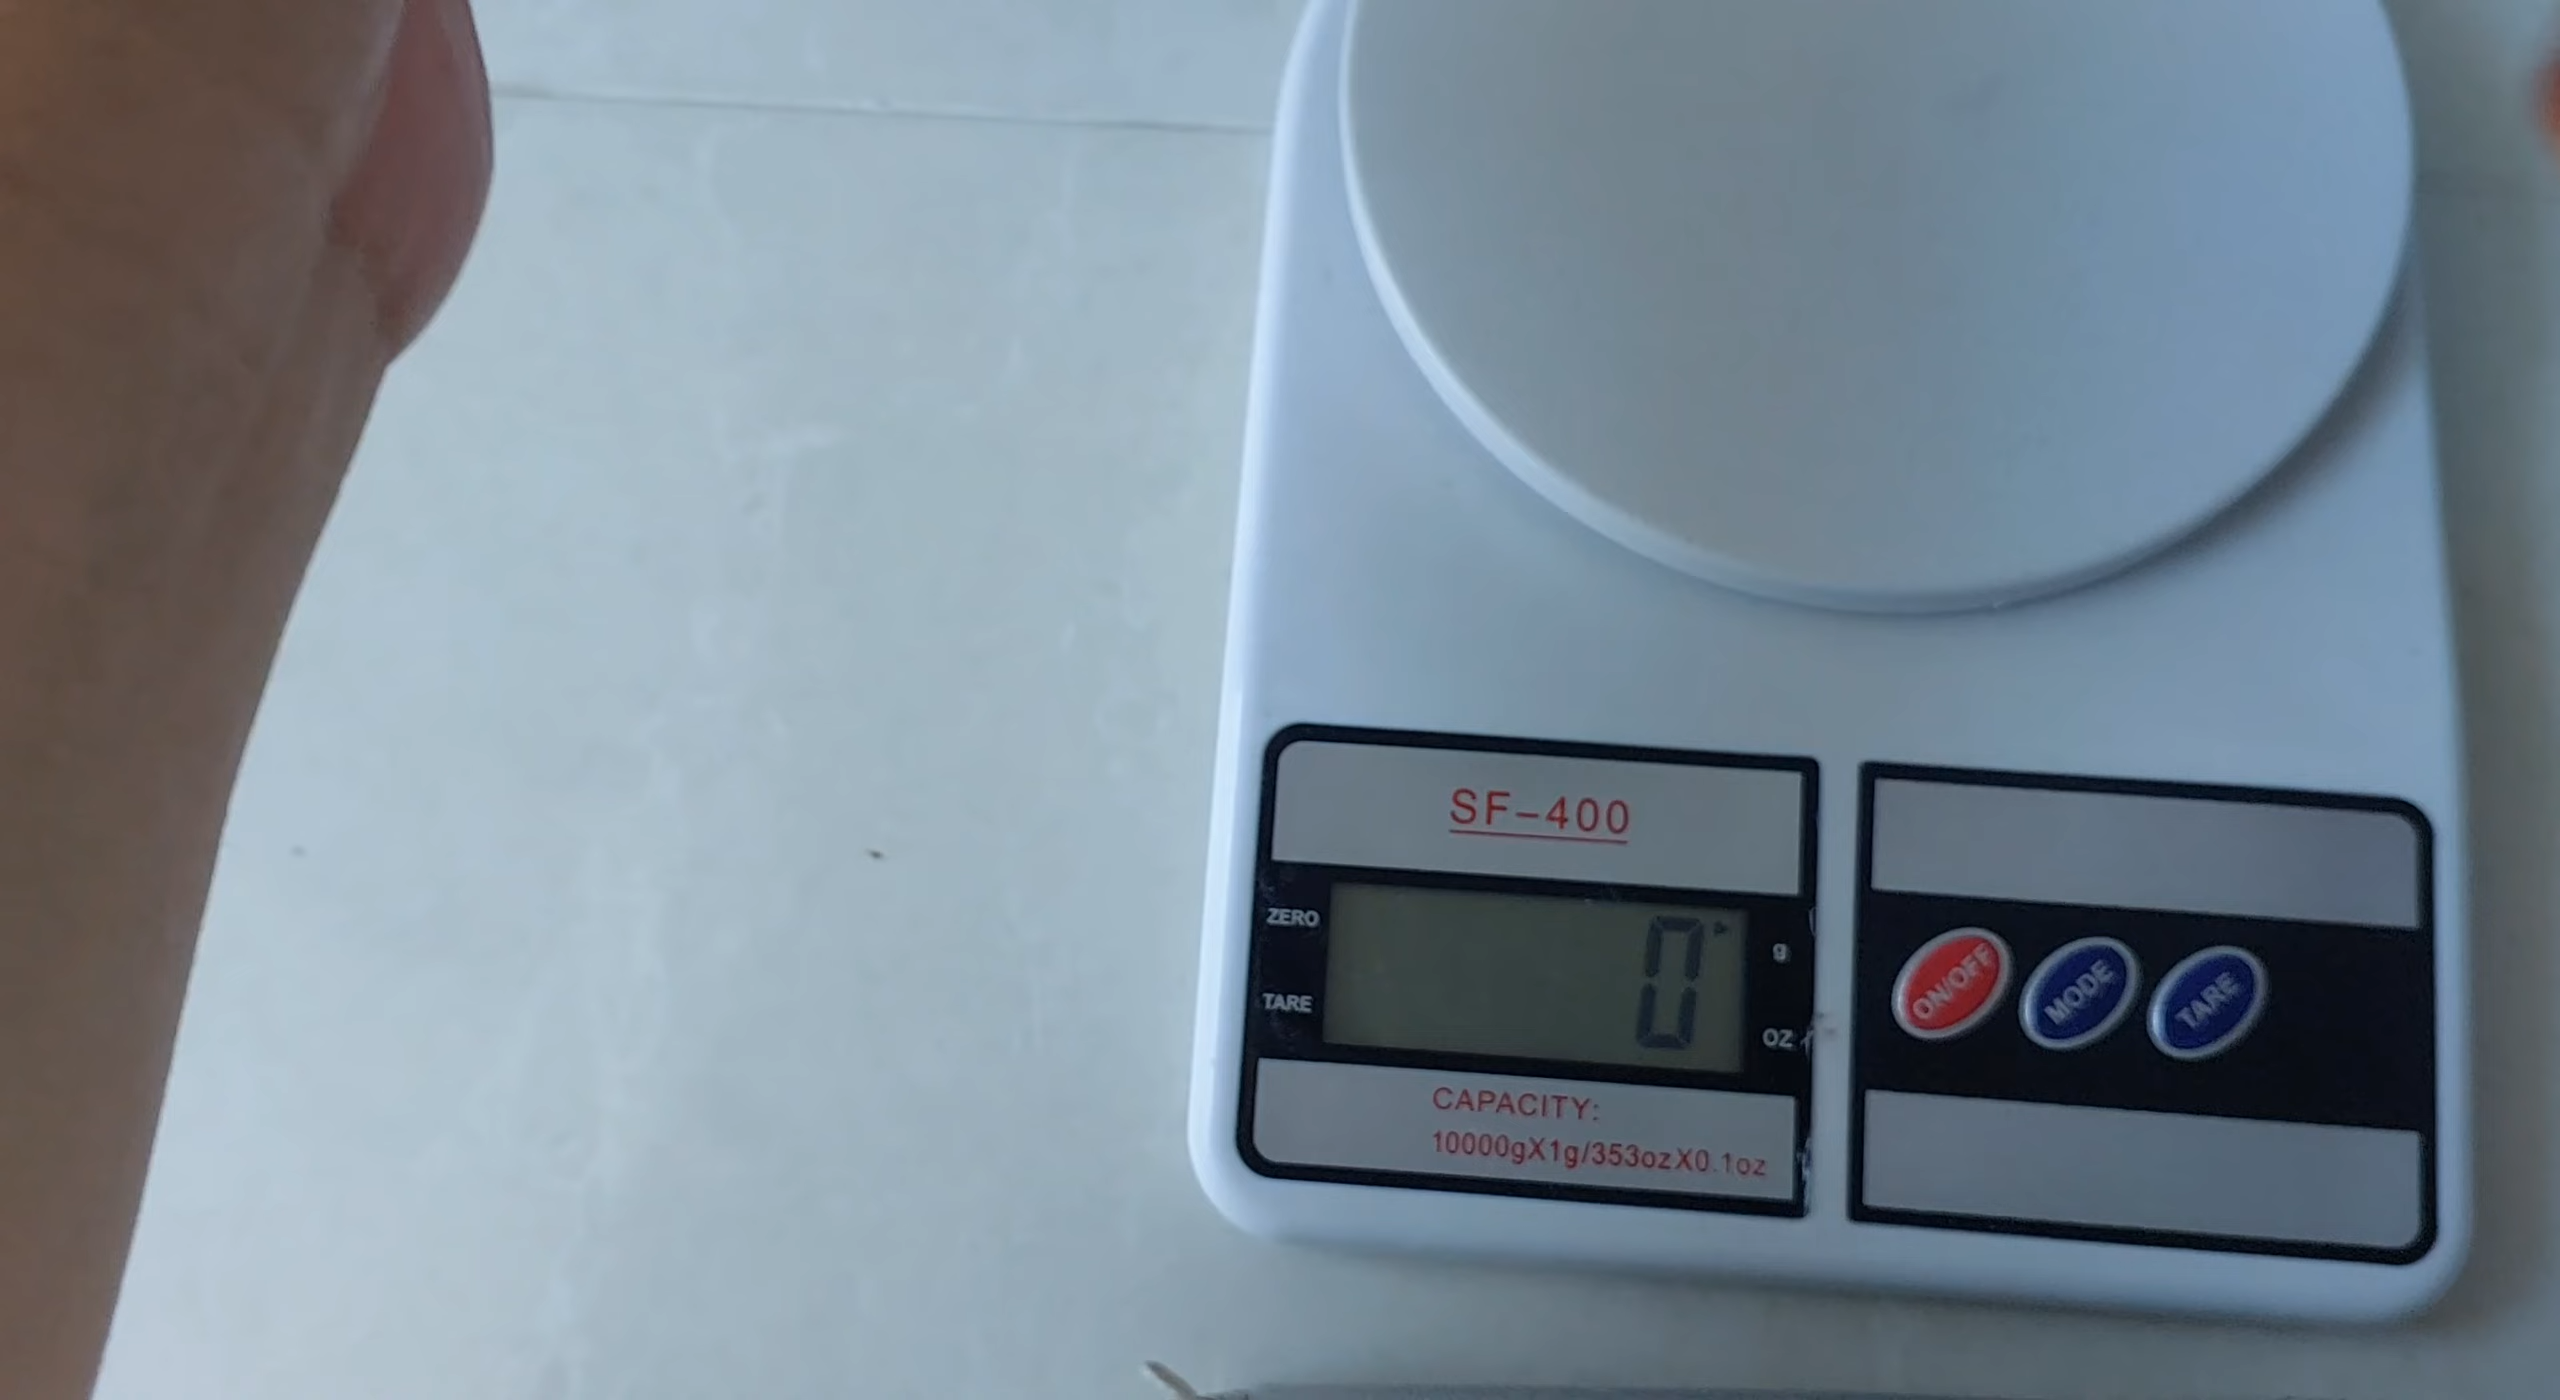 SF-400
ZERO
0
g
TARE
OZ
CAPACITY:
10000gX1g/353ozX0.1oz
ON/OFF
MODE
TARE